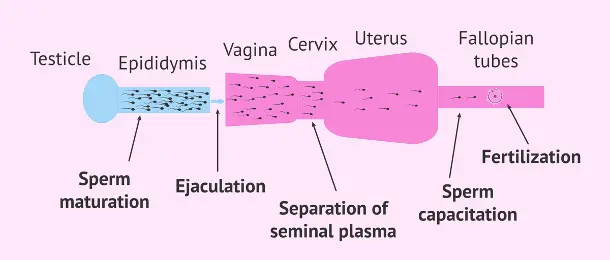 Testicle
Epididymis
Vagina
Cervix
Uterus
Fallopian
tubes
Sperm
maturation
Ejaculation
Separation of
seminal plasma
Sperm
capacitation
Fertilization